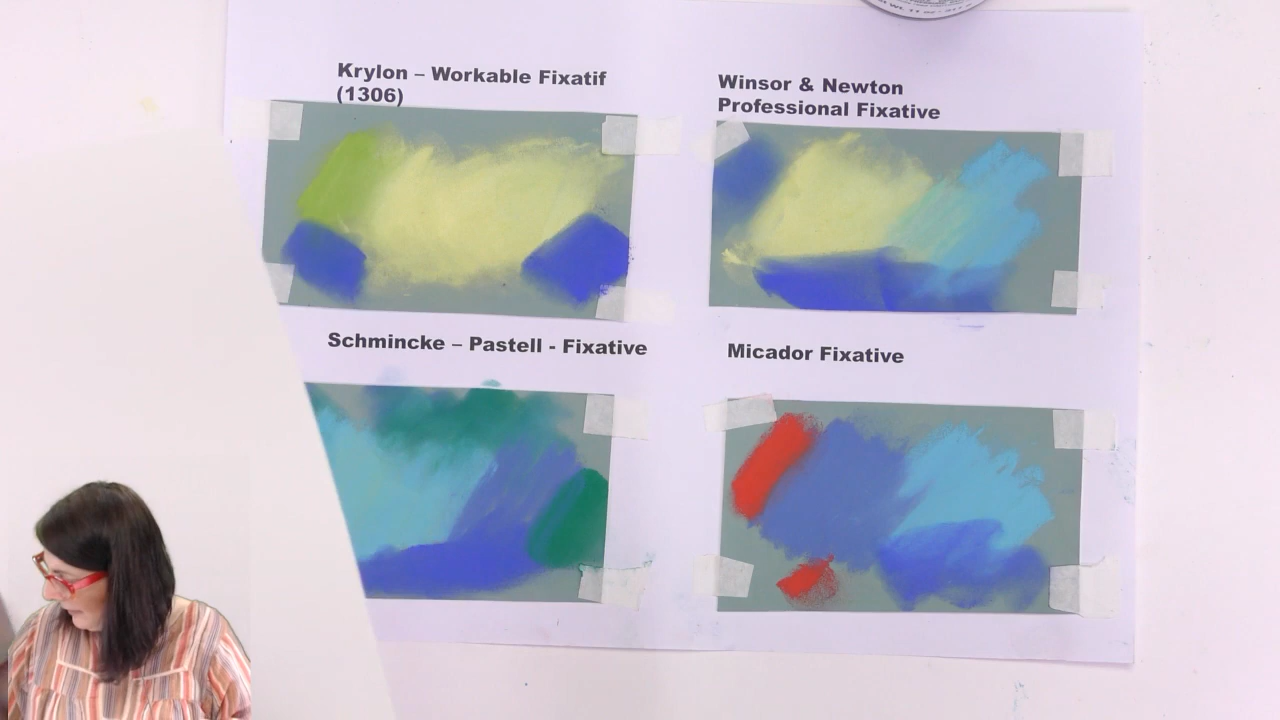 Krylon – Workable Fixatif
(1306)
Winsor & Newton
Professional Fixative
Schmincke – Pastell - Fixative
Micador Fixative